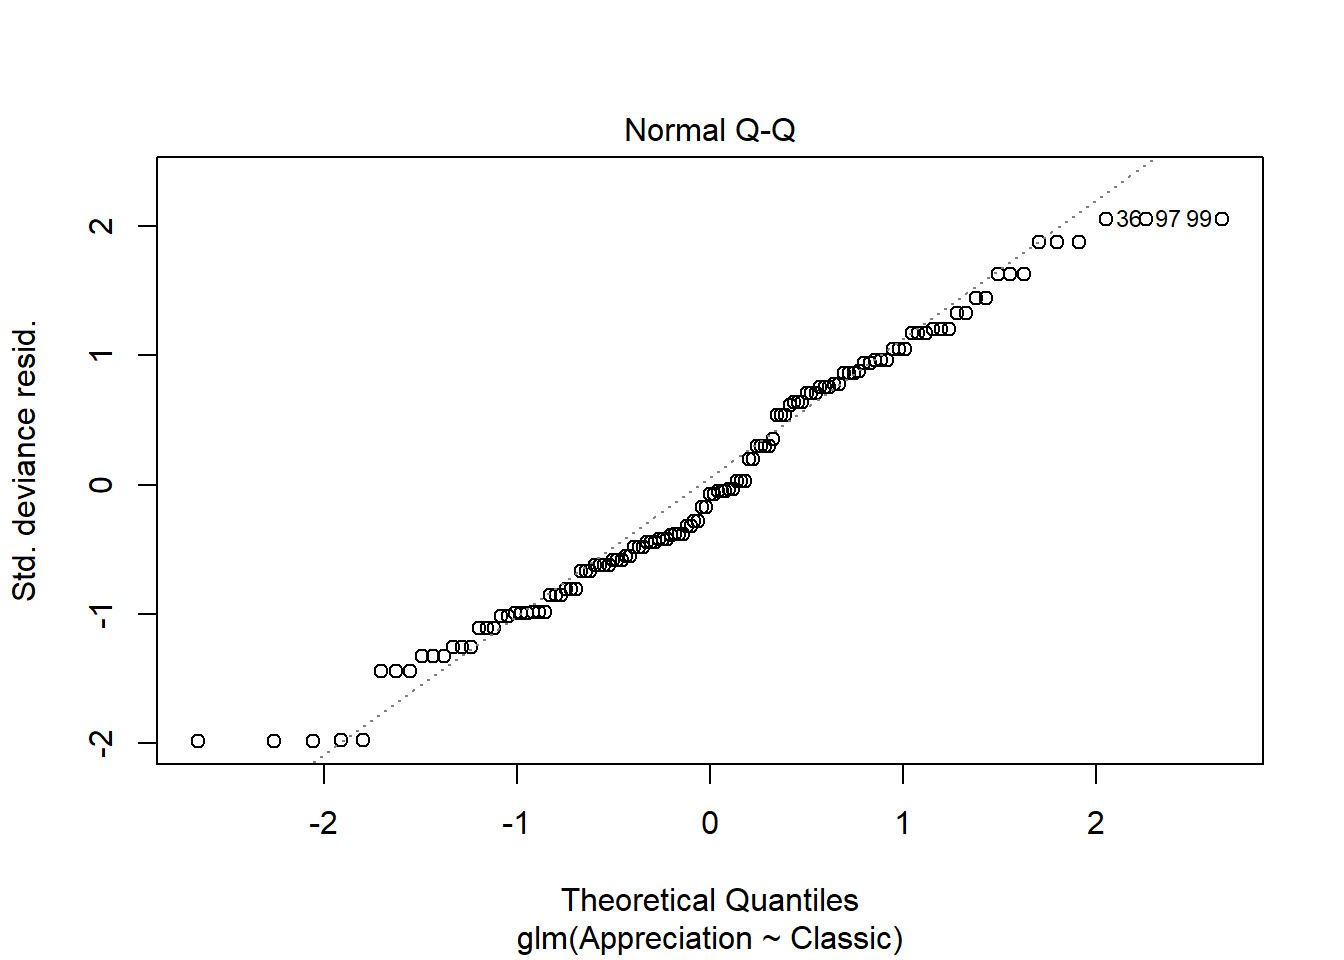 Normal Q-Q
Std. deviance resid.
2
1
0
-1
-2
36 97 99
-2 -1 0 1 2
Theoretical Quantiles
glm(Appreciation ~ Classic)